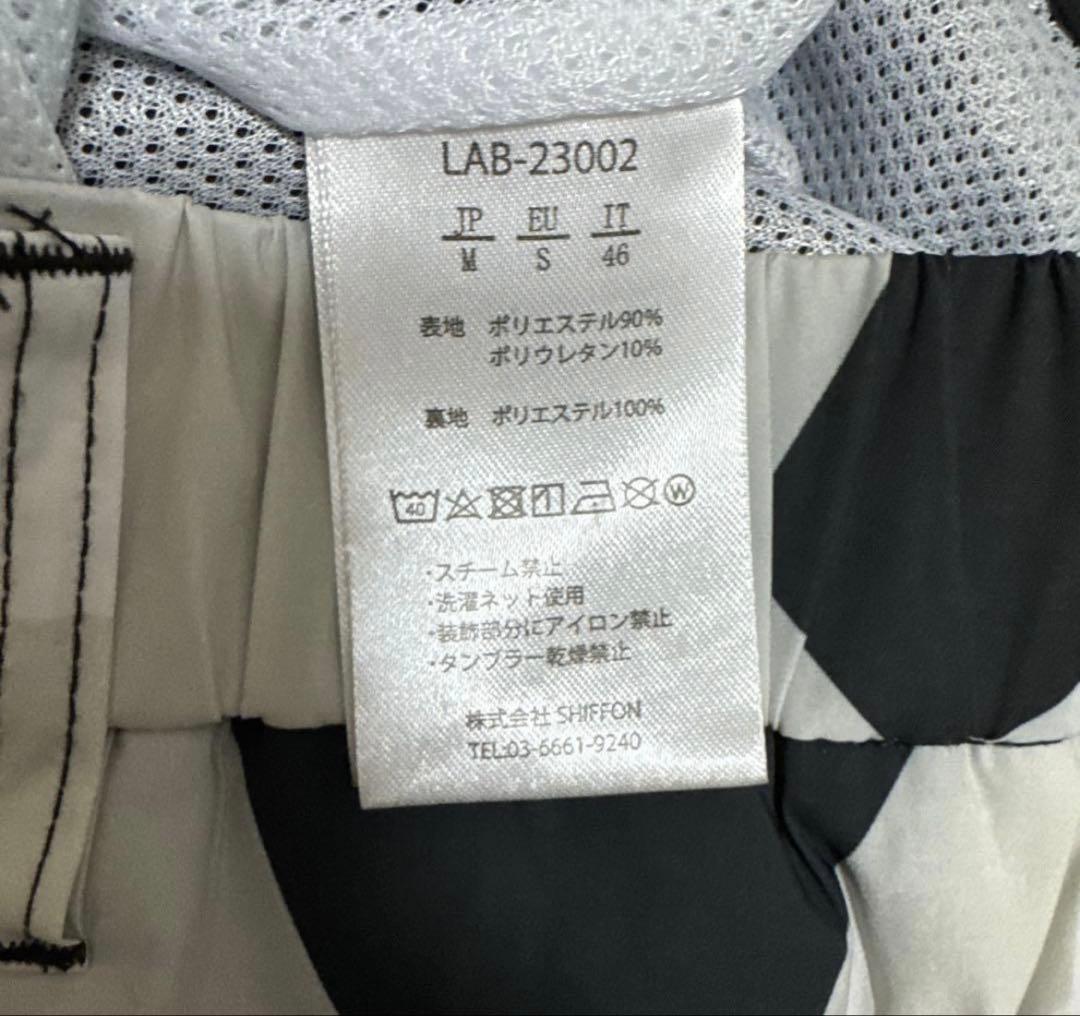 LAB-23002
JP EU IT
M S 46
表地 ポリエステル90%
ポリウレタン10%
裏地 ポリエステル100%
40 W
・スチーム禁止
・洗濯ネット使用
・装飾部分にアイロン禁止
・タンブラー乾燥禁止
株式会社 SHIFFON
TEL:03-6661-9240